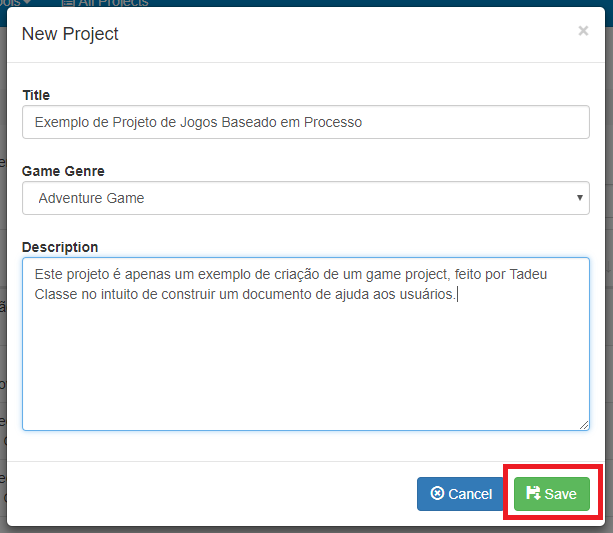 All Projects
New Project
×
Title
Exemplo de Projeto de Jogos Baseado em Processo
Game Genre
Adventure Game
Description
Este projeto é apenas um exemplo de criação de um game project, feito por Tadeu
Classe no intuito de construir um documento de ajuda aos usuários.
Cancel
Save